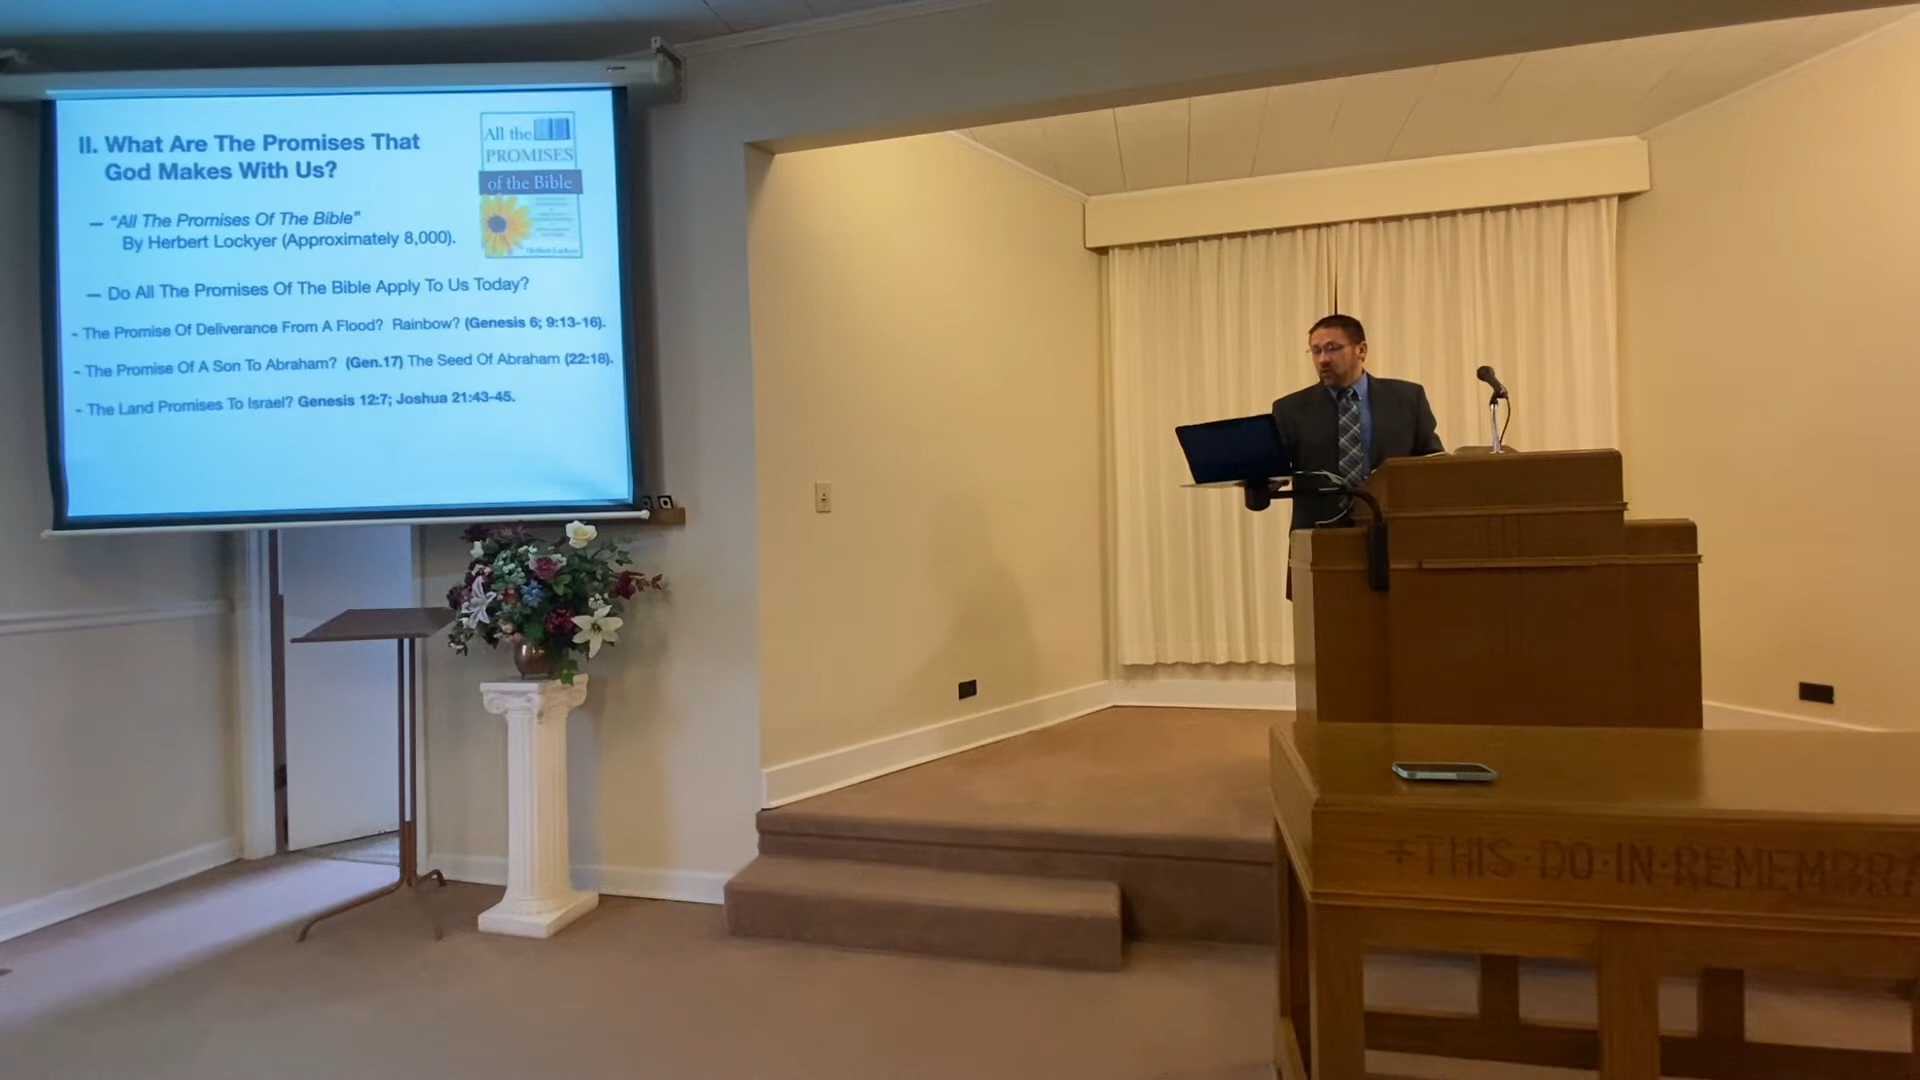 II. What Are The Promises That
God Makes With Us?
– "All The Promises Of The Bible"
By Herbert Lockyer (Approximately 8,000).
– Do All The Promises Of The Bible Apply To Us Today?
- The Promise Of Deliverance From A Flood? Rainbow? (Genesis 6; 9:13-16).
- The Promise Of A Son To Abraham? (Gen.17) The Seed Of Abraham (22:18).
- The Land Promises To Israel? Genesis 12:7; Joshua 21:43-45.
All the
PROMISES
of the Bible
Herbert Lockyer
+THIS·DO·IN·REMEMBRA